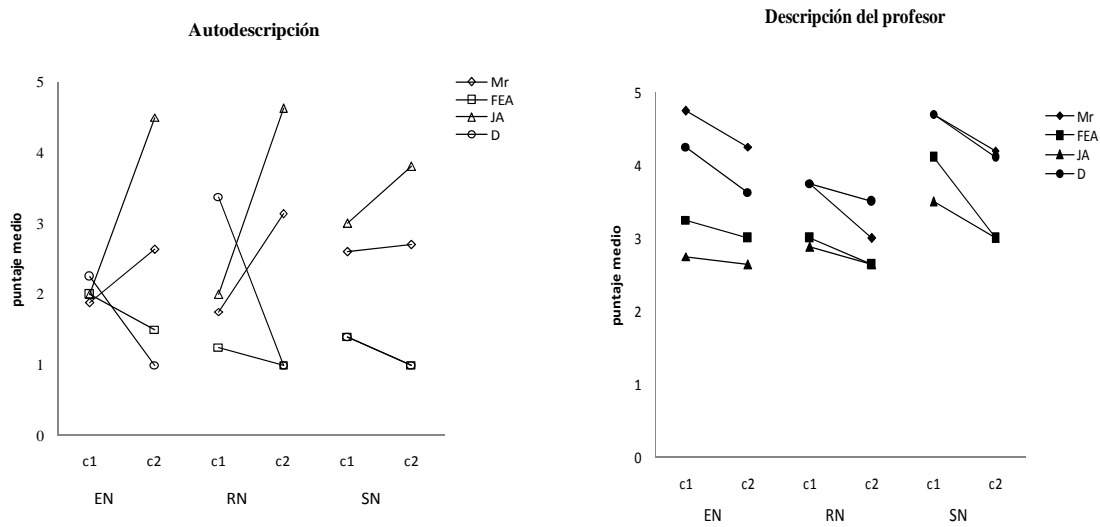 Autodescripción
Mr
FEA
JA
D
5
4
3
2
1
0
puntaje medio
c1 c2 c1 c2 c1 c2
EN RN SN
Descripción del profesor
Mr
FEA
JA
D
5
4
3
2
1
0
puntaje medio
c1 c2 c1 c2 c1 c2
EN RN SN